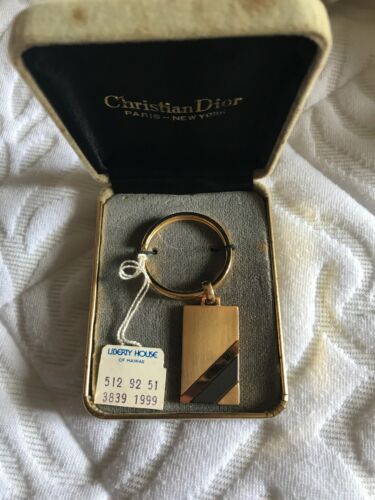 Christian Dior
PARIS-NEW YORK
LIBERTY HOUSE
OF HAWAII
512 92 51
3839 1999